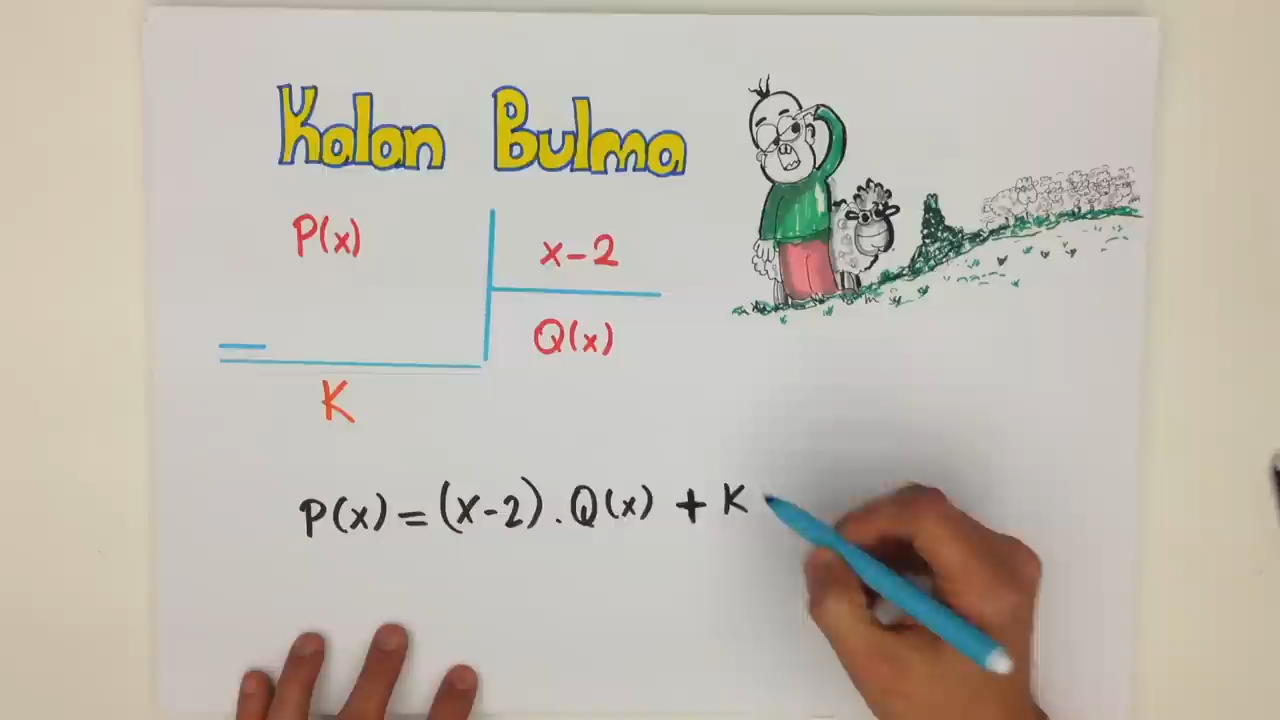 Kalan Bulma
P(x)
x-2
Q(x)
K
P(x) = (x-2) . Q(x) + K